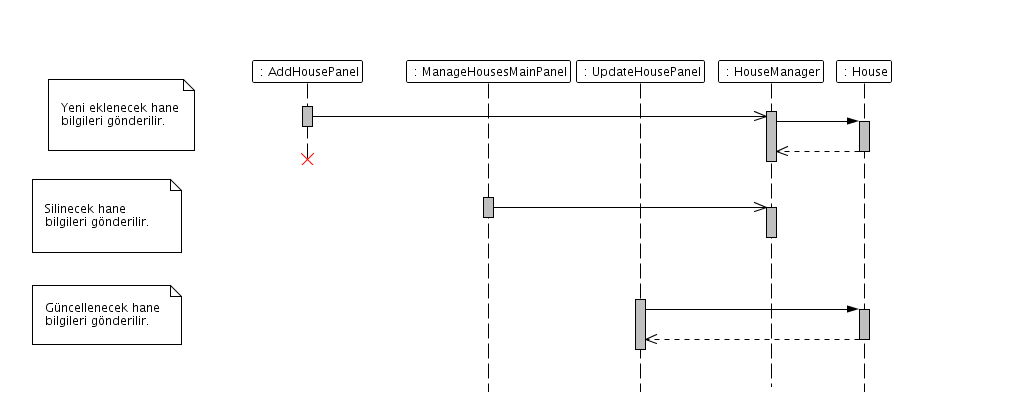 : AddHousePanel
: ManageHousesMainPanel
: UpdateHousePanel
: HouseManager
: House
Yeni eklenecek hane
bilgileri gönderilir.
Silinecek hane
bilgileri gönderilir.
Güncellenecek hane
bilgileri gönderilir.